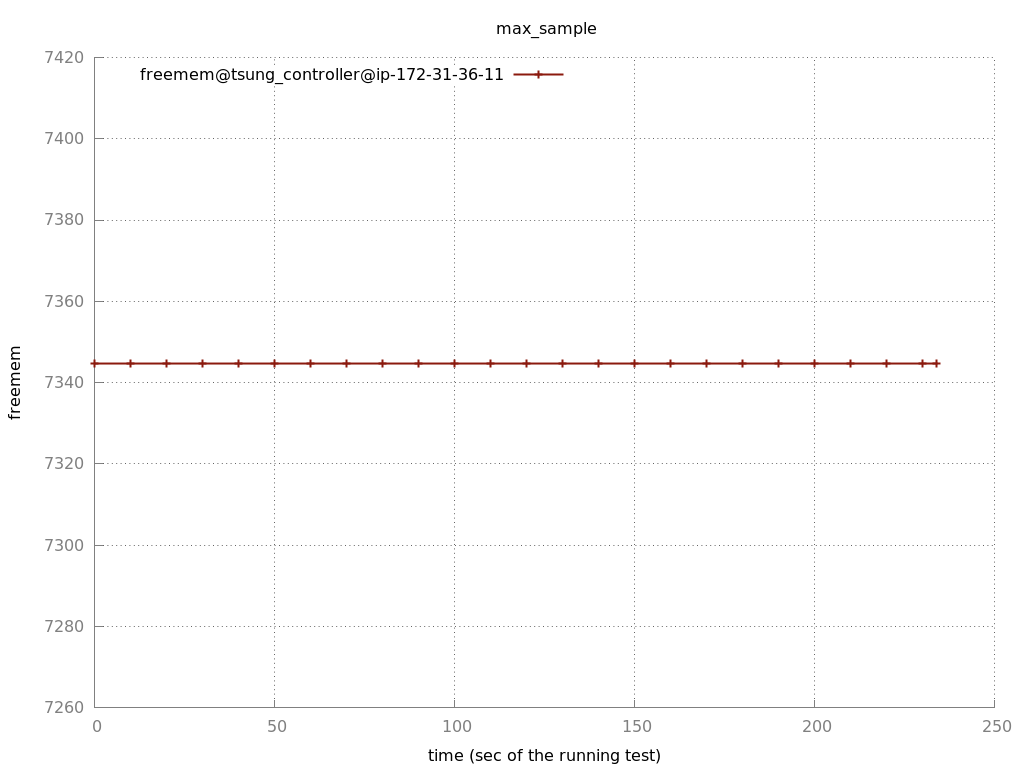 max_sample
freemem@tsung_controller@ip-172-31-36-11
7420
7400
7380
7360
7340
7320
7300
7280
7260
freemem
0 50 100 150 200 250
time (sec of the running test)